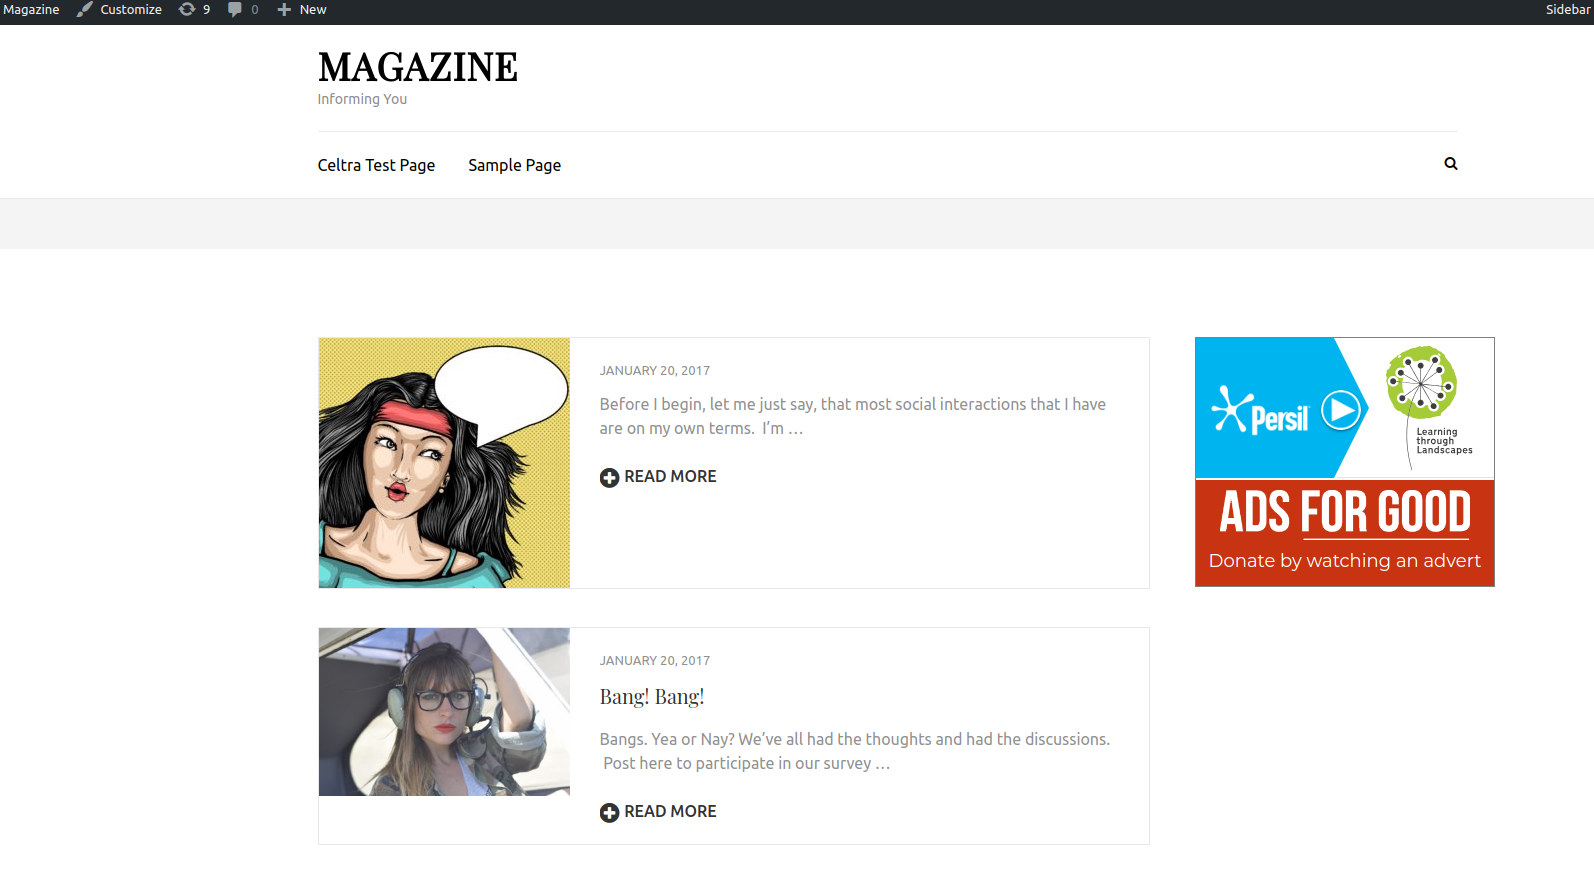 Magazine Customize 9 0 New Sidebar
MAGAZINE
Informing You
Celtra Test Page Sample Page
JANUARY 20, 2017
Before I begin, let me just say, that most social interactions that I have
are on my own terms. I’m …
READ MORE
Persil
Learning
through
Landscapes
ADS FOR GOOD
Donate by watching an advert
JANUARY 20, 2017
Bang! Bang!
Bangs. Yea or Nay? We’ve all had the thoughts and had the discussions.
Post here to participate in our survey …
READ MORE